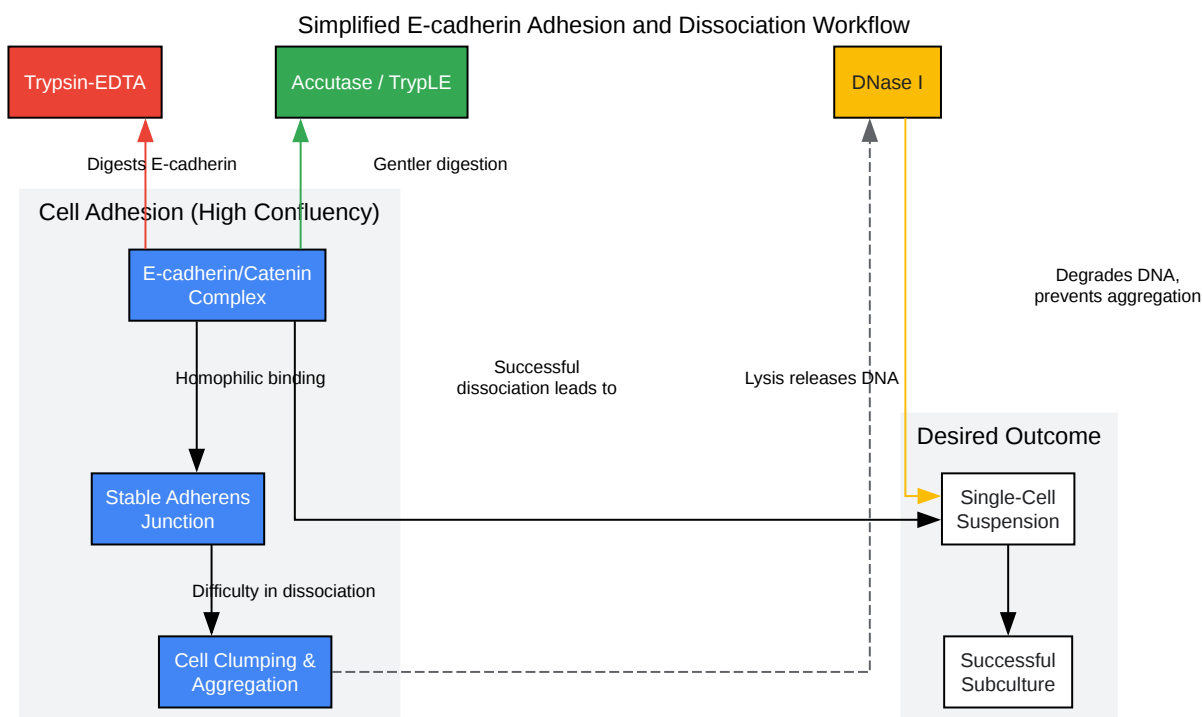 Simplified E-cadherin Adhesion and Dissociation Workflow
Trypsin-EDTA
Accutase / TrypLE
DNase I
Digests E-cadherin
Gentler digestion
Cell Adhesion (High Confluency)
E-cadherin/Catenin
Complex
Degrades DNA,
prevents aggregation
Homophilic binding
Successful
dissociation leads to
Lysis releases DNA
Desired Outcome
Stable Adherens
Junction
Single-Cell
Suspension
Difficulty in dissociation
Cell Clumping &
Aggregation
Successful
Subculture